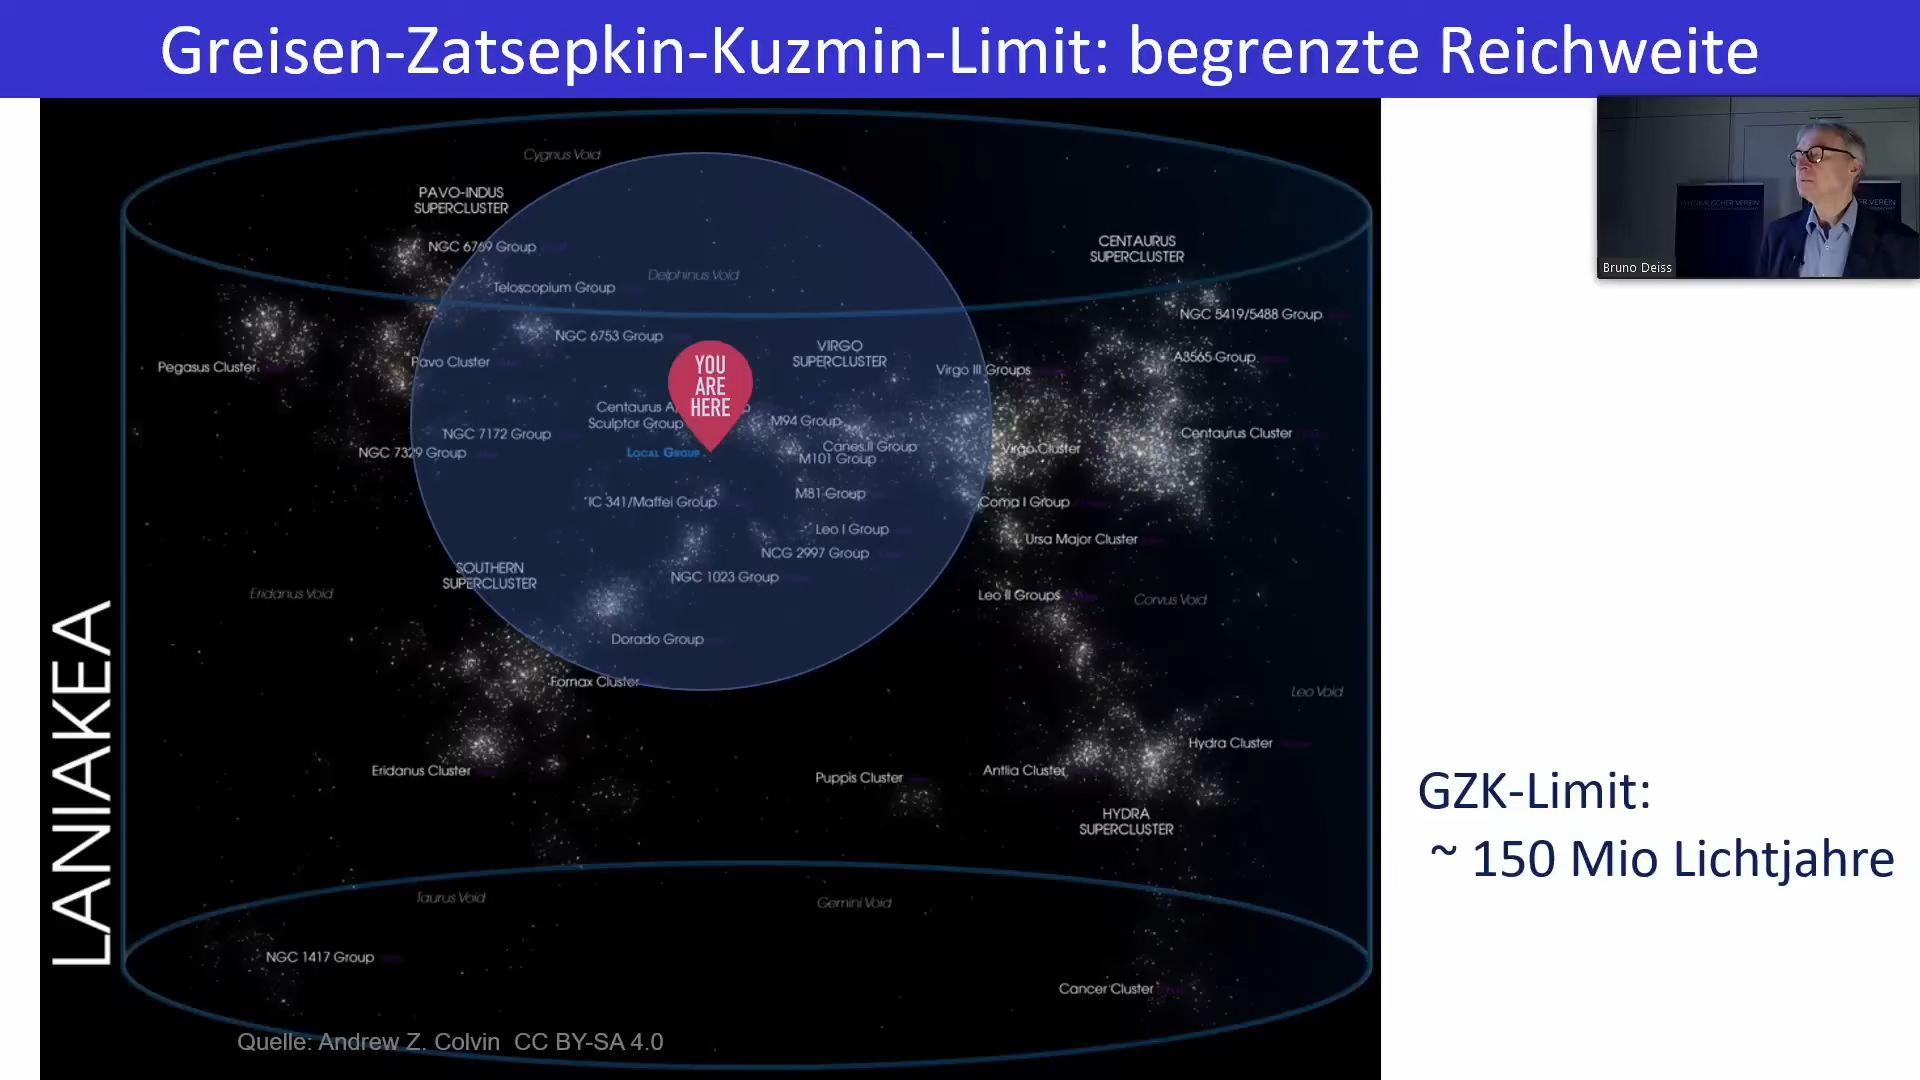 Greisen-Zatsepkin-Kuzmin-Limit: begrenzte Reichweite
Cygnus Void
PAVO-INDUS
SUPERCLUSTER
NGC 6769 Group
CENTAURUS
SUPERCLUSTER
Delphinus Void
Teloscopium Group
NGC 5419/5488 Group
NGC 6753 Group
VIRGO
SUPERCLUSTER
A3565 Group
Pegasus Cluster
Pavo Cluster
Virgo III Groups
YOU
ARE
HERE
Centaurus A
Sculptor Group
M94 Group
NGC 7172 Group
Centaurus Cluster
NGC 7329 Group
LOCAL GROUP
Canes II Group
M101 Group
Virgo Cluster
IC 341/Maffei Group
M81 Group
Coma I Group
Leo I Group
Ursa Major Cluster
NCG 2997 Group
SOUTHERN
SUPERCLUSTER
NGC 1023 Group
Eridanus Void
Leo II Groups
Corvus Void
Dorado Group
Fornax Cluster
Leo Void
Hydra Cluster
Eridanus Cluster
Puppis Cluster
Antlia Cluster
HYDRA
SUPERCLUSTER
Taurus Void
Gemini Void
NGC 1417 Group
Cancer Cluster
LANIAKEA
Quelle: Andrew Z. Colvin CC BY-SA 4.0
PHYSIKALISCHER VEREIN
ER VEREIN
Bruno Deiss
GZK-Limit:
~ 150 Mio Lichtjahre